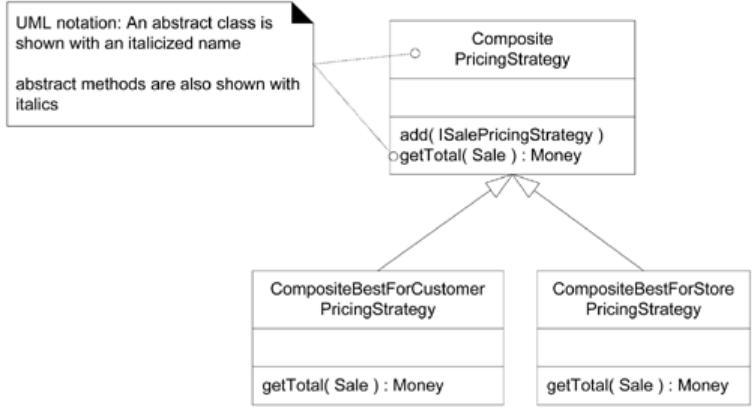 UML notation: An abstract class is
shown with an italicized name
abstract methods are also shown with
italics
Composite
PricingStrategy
add( ISalePricingStrategy )
getTotal( Sale ) : Money
CompositeBestForCustomer
PricingStrategy
getTotal( Sale ) : Money
CompositeBestForStore
PricingStrategy
getTotal( Sale ) : Money